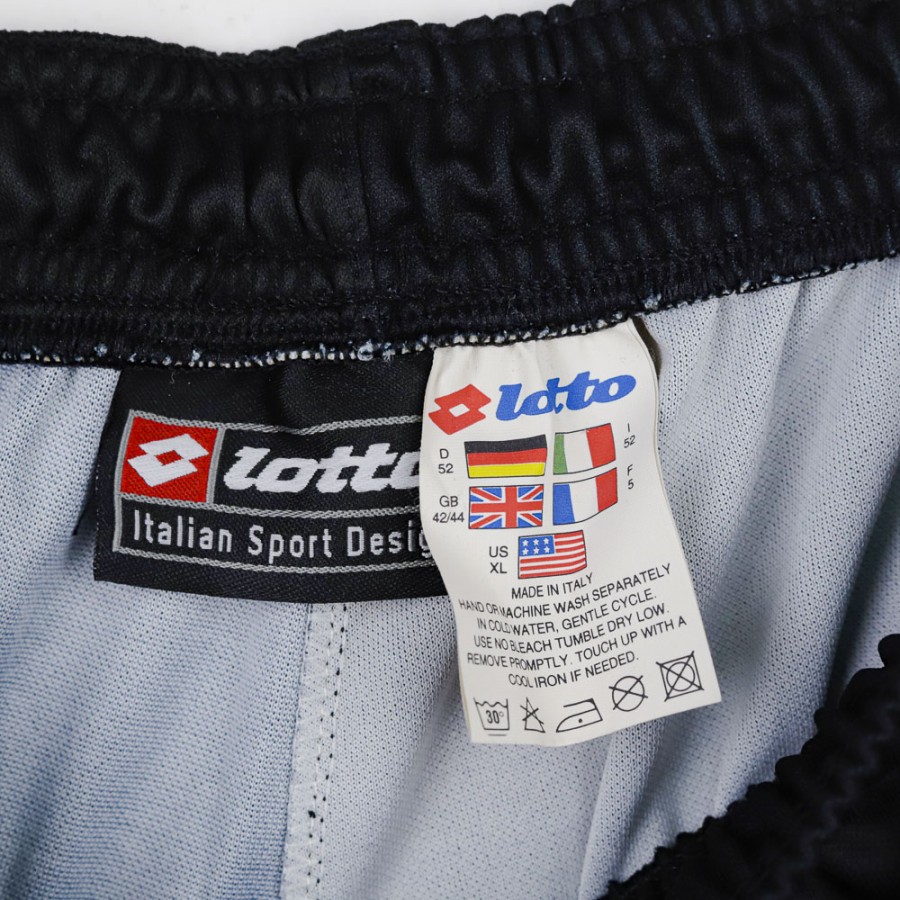 lotto
Italian Sport Desig
lotto
D
52
I
52
GB
42/44
F
5
US
XL
MADE IN ITALY
HAND OR MACHINE WASH SEPARATELY
IN COLD WATER, GENTLE CYCLE.
USE NO BLEACH TUMBLE DRY LOW.
REMOVE PROMPTLY. TOUCH UP WITH A
COOL IRON IF NEEDED.
30°